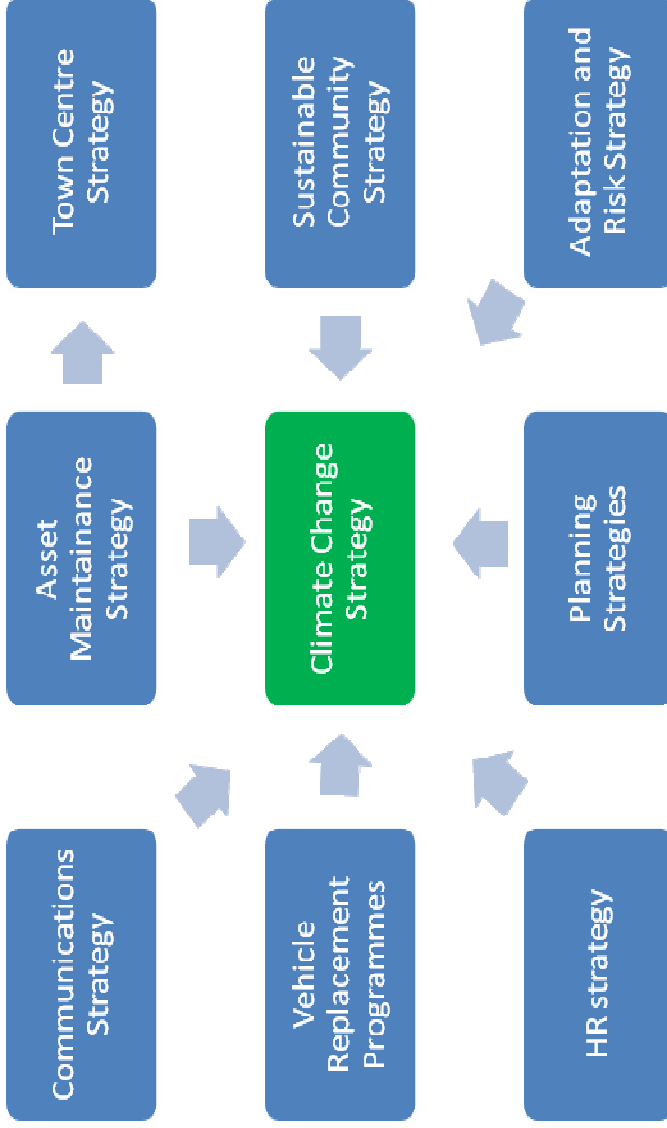 Communications
Strategy
Asset
Maintainance
Strategy
Town Centre
Strategy
Vehicle
Replacement
Programmes
Climate Change
Strategy
Sustainable
Community
Strategy
HR strategy
Planning
Strategies
Adaptation and
Risk Strategy